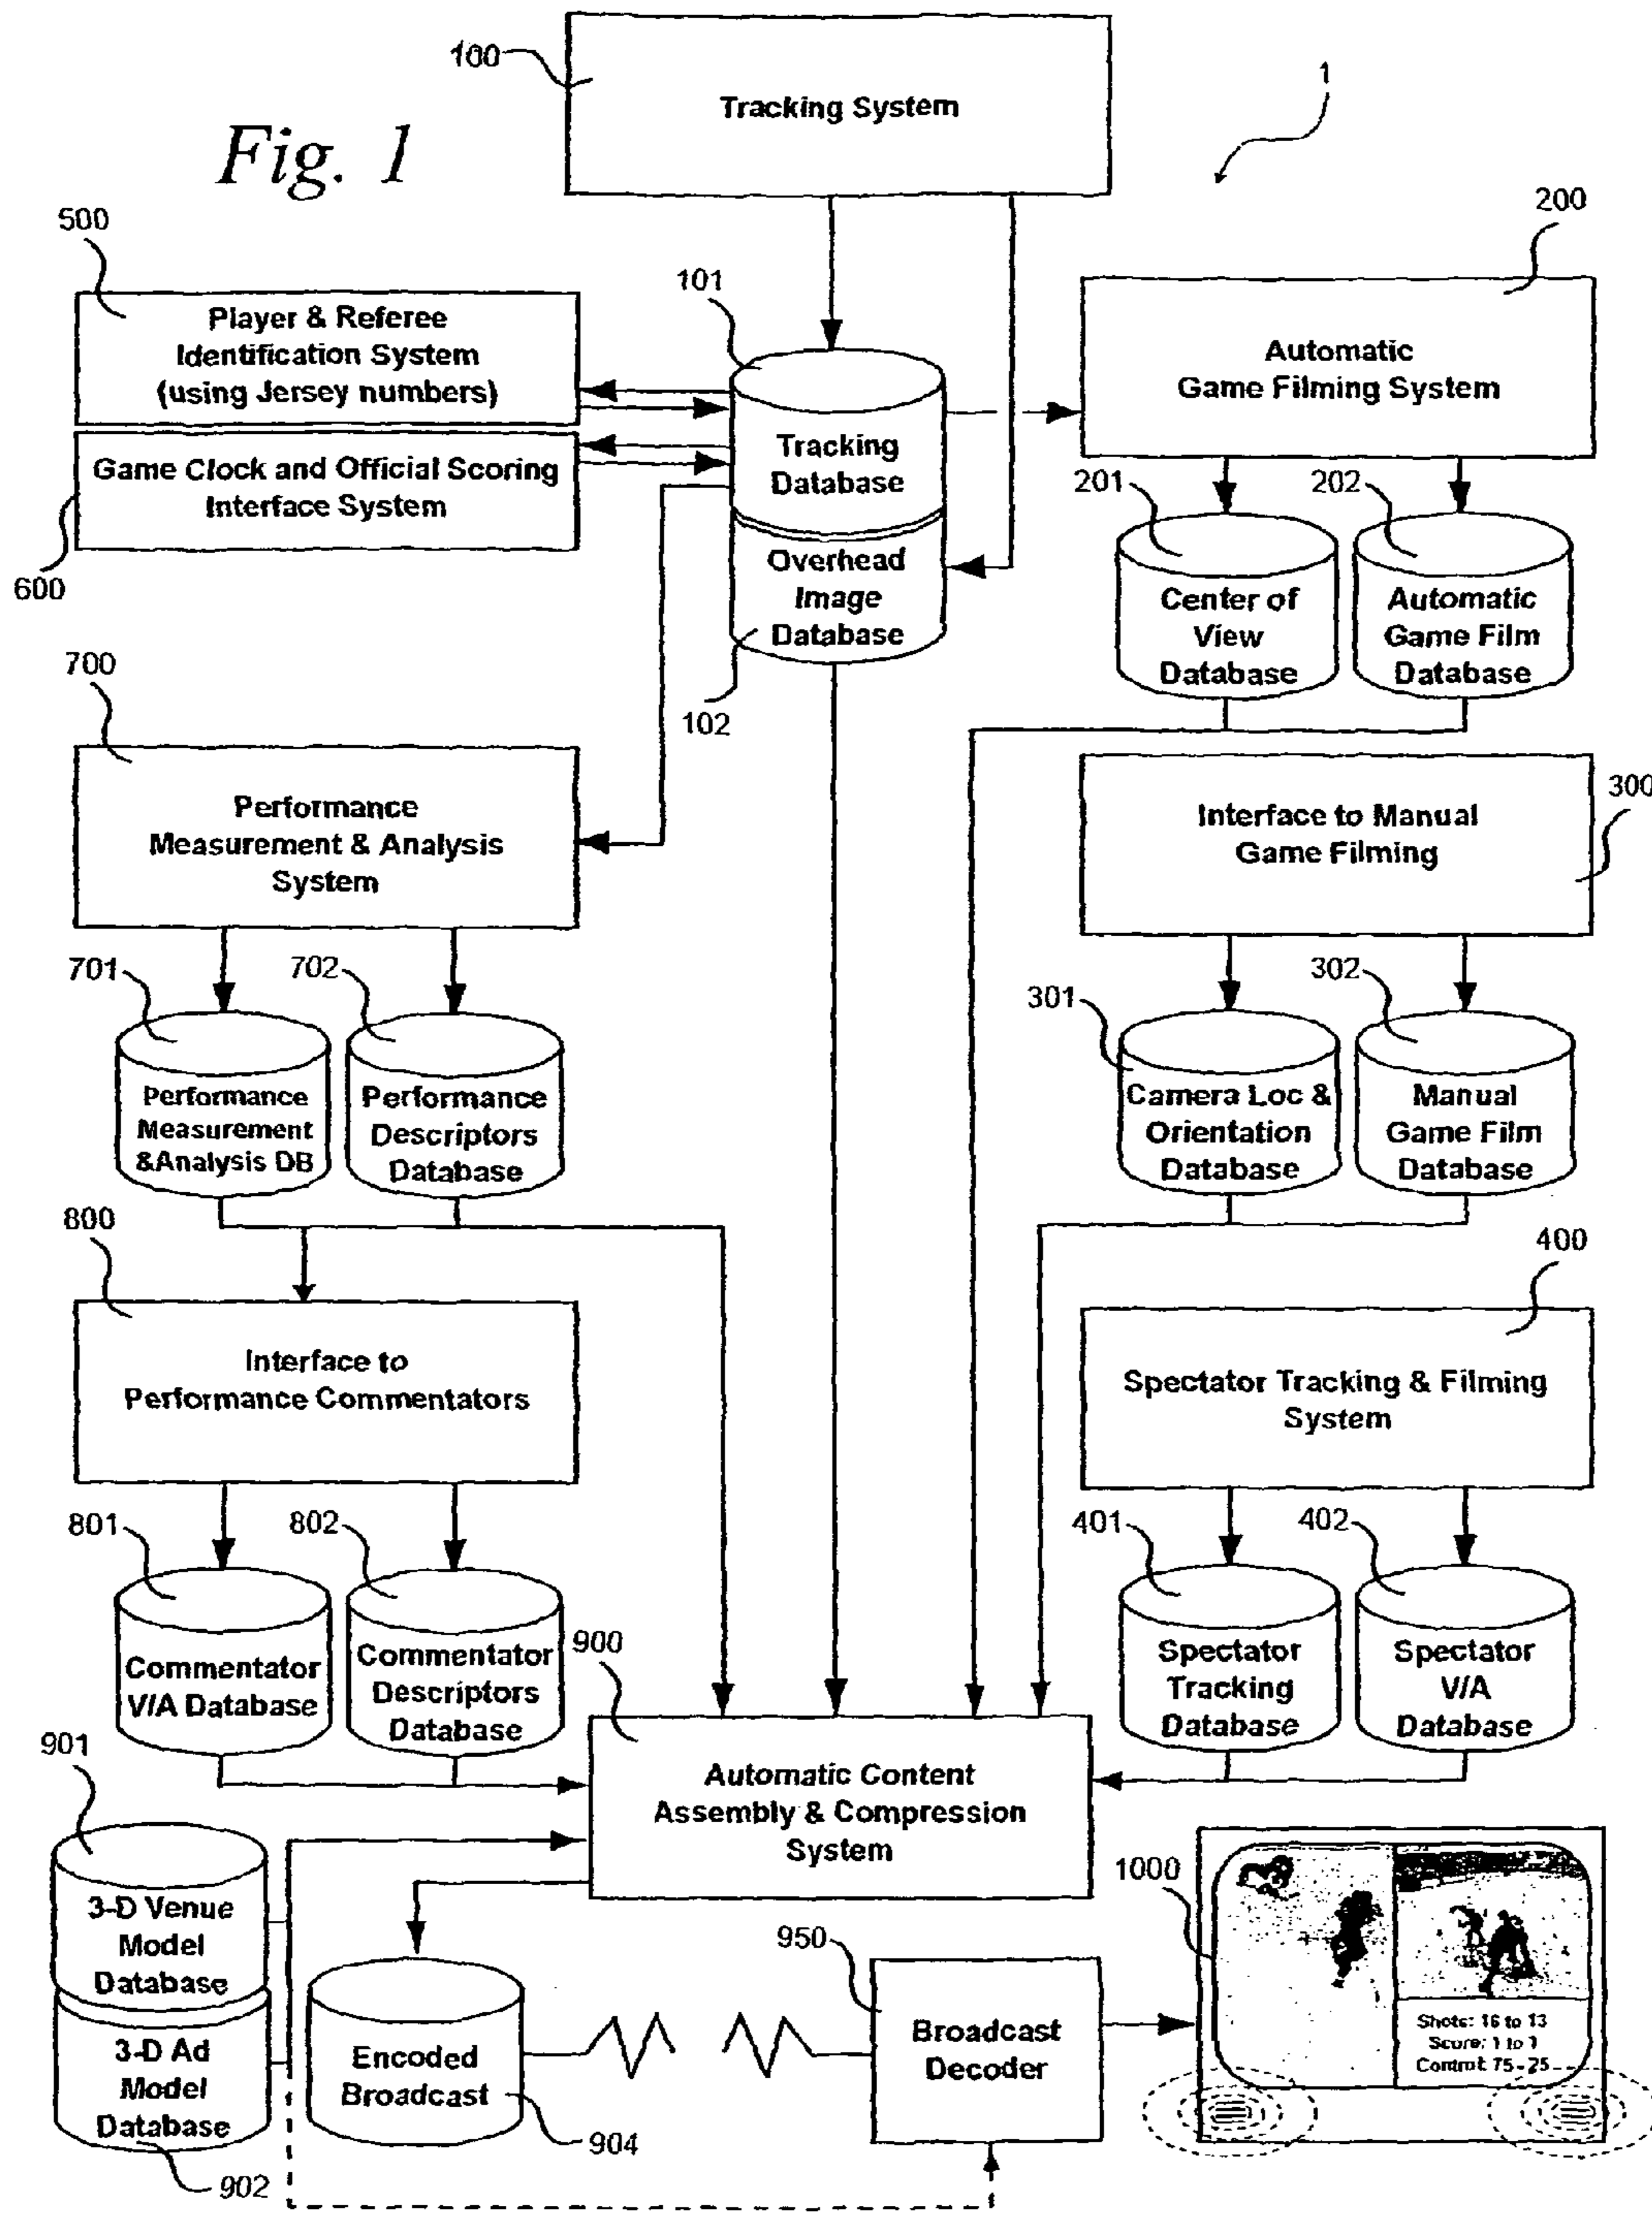 Fig. 1
100
Tracking System
1
500
Player & Referee
Identification System
(using Jersey numbers)
Game Clock and Official Scoring
Interface System
600
101
Tracking
Database
Overhead
Image
Database
102
200
Automatic
Game Filming System
201
202
Center of
View
Database
Automatic
Game Film
Database
700
Performance
Measurement & Analysis
System
300
Interface to Manual
Game Filming
701
702
Performance
Measurement
&Analysis DB
Performance
Descriptors
Database
301
302
Camera Loc &
Orientation
Database
Manual
Game Film
Database
800
Interface to
Performance Commentators
400
Spectator Tracking & Filming
System
801
802
Commentator
V/A Database
Commentator
Descriptors
Database
401
402
Spectator
Tracking
Database
Spectator
V/A
Database
900
Automatic Content
Assembly & Compression
System
901
3-D Venue
Model
Database
3-D Ad
Model
Database
902
Encoded
Broadcast
904
950
Broadcast
Decoder
1000
Shots: 16 to 13
Score: 1 to 1
Control: 75-25